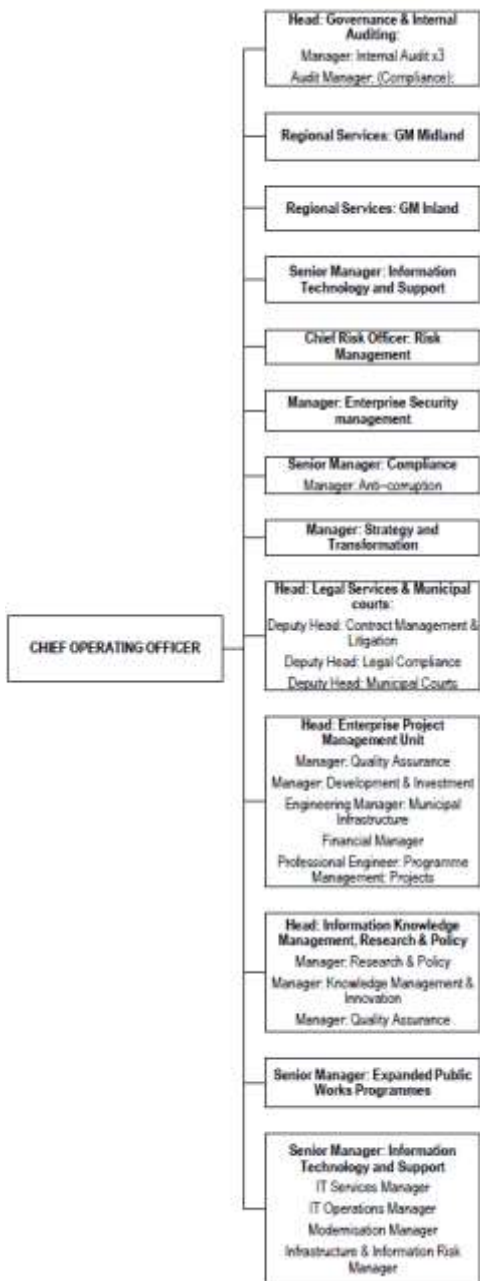 Head: Governance & Internal
Auditing:
Manager: Internal Audit x3
Audit Manager: (Compliance):
Regional Services: GM Midland
Regional Services: GM Inland
Senior Manager: Information
Technology and Support
Chief Risk Officer: Risk
Management
Manager: Enterprise Security
management
Senior Manager: Compliance
Manager: Anti–corruption
Manager: Strategy and
Transformation
CHIEF OPERATING OFFICER
Head: Legal Services & Municipal
courts:
Deputy Head: Contract Management &
Litigation
Deputy Head: Legal Compliance
Deputy Head: Municipal Courts
Head: Enterprise Project
Management Unit
Manager: Quality Assurance
Manager: Development & Investment
Engineering Manager: Municipal
Infrastructure
Financial Manager
Professional Engineer: Programme
Management: Projects
Head: Information Knowledge
Management, Research & Policy
Manager: Research & Policy
Manager: Knowledge Management &
Innovation
Manager: Quality Assurance
Senior Manager: Expanded Public
Works Programmes
Senior Manager: Information
Technology and Support
IT Services Manager
IT Operations Manager
Modernisation Manager
Infrastructure & Information Risk
Manager